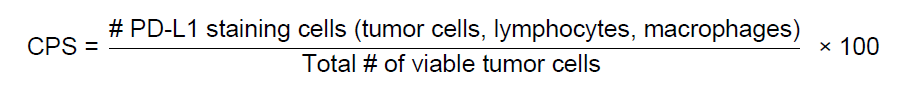 # PD-L1 staining cells (tumor cells, lymphocytes, macrophages)
CPS = × 100
Total # of viable tumor cells